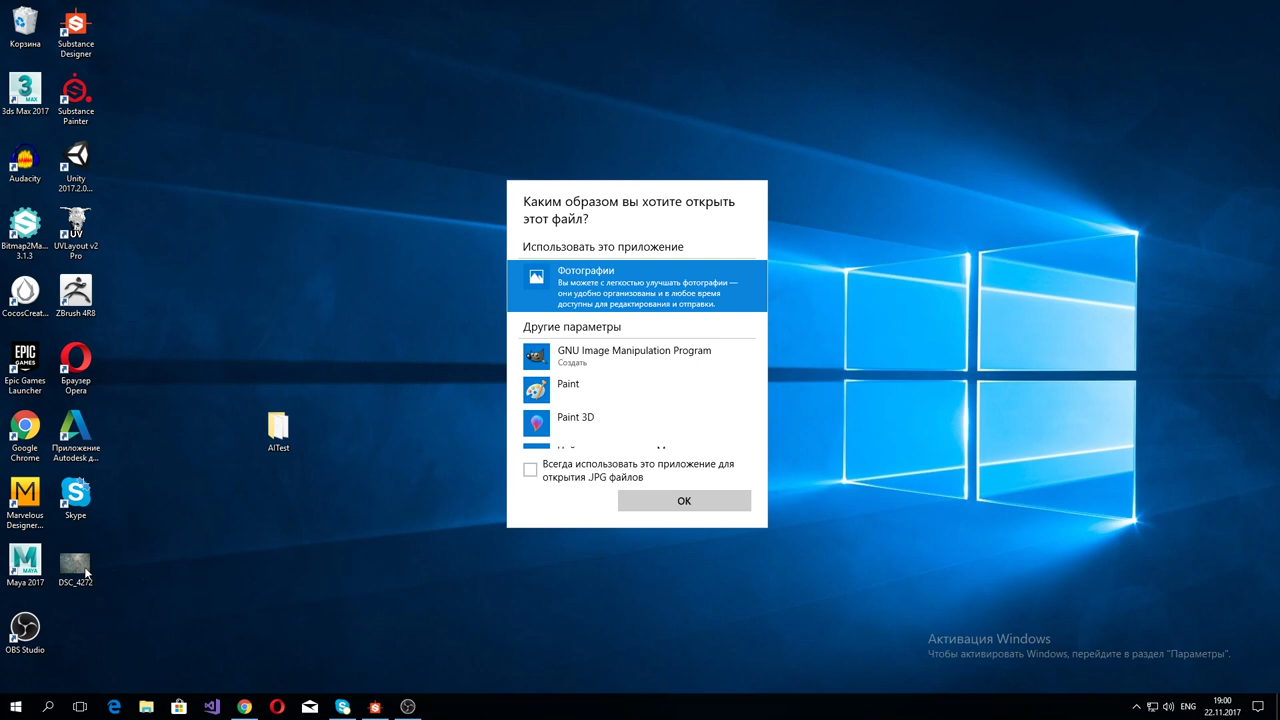 Корзина
Substance
Designer
3ds Max 2017
Substance
Painter
Audacity
Unity
2017.2.0...
Bitmap2Ma...
3.1.3
UVLayout v2
Pro
CocosCreat...
ZBrush 4R8
Epic Games
Launcher
Браузер
Opera
Google
Chrome
Приложение
Autodesk д...
Marvelous
Designer...
Skype
Maya 2017
DSC_4272
OBS Studio
AITest
Каким образом вы хотите открыть
этот файл?
Использовать это приложение
Фотографии
Вы можете с легкостью улучшать фотографии —
они удобно организованы и в любое время
доступны для редактирования и отправки.
Другие параметры
GNU Image Manipulation Program
Создать
Paint
Paint 3D
Всегда использовать это приложение для
открытия .JPG файлов
ОК
Активация Windows
Чтобы активировать Windows, перейдите в раздел "Параметры".
ENG
19:00
22.11.2017